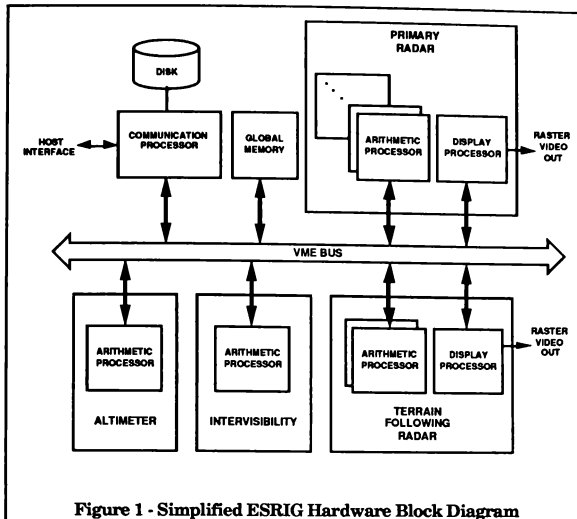 PRIMARY
RADAR
DISK
HOST
INTERFACE
COMMUNICATION
PROCESSOR
GLOBAL
MEMORY
ARITHMETIC
PROCESSOR
DISPLAY
PROCESSOR
RASTER
VIDEO
OUT
VME BUS
ARITHMETIC
PROCESSOR
ALTIMETER
ARITHMETIC
PROCESSOR
INTERVISIBILITY
ARITHMETIC
PROCESSOR
DISPLAY
PROCESSOR
RASTER
VIDEO
OUT
TERRAIN
FOLLOWING
RADAR
Figure 1 - Simplified ESRIG Hardware Block Diagram